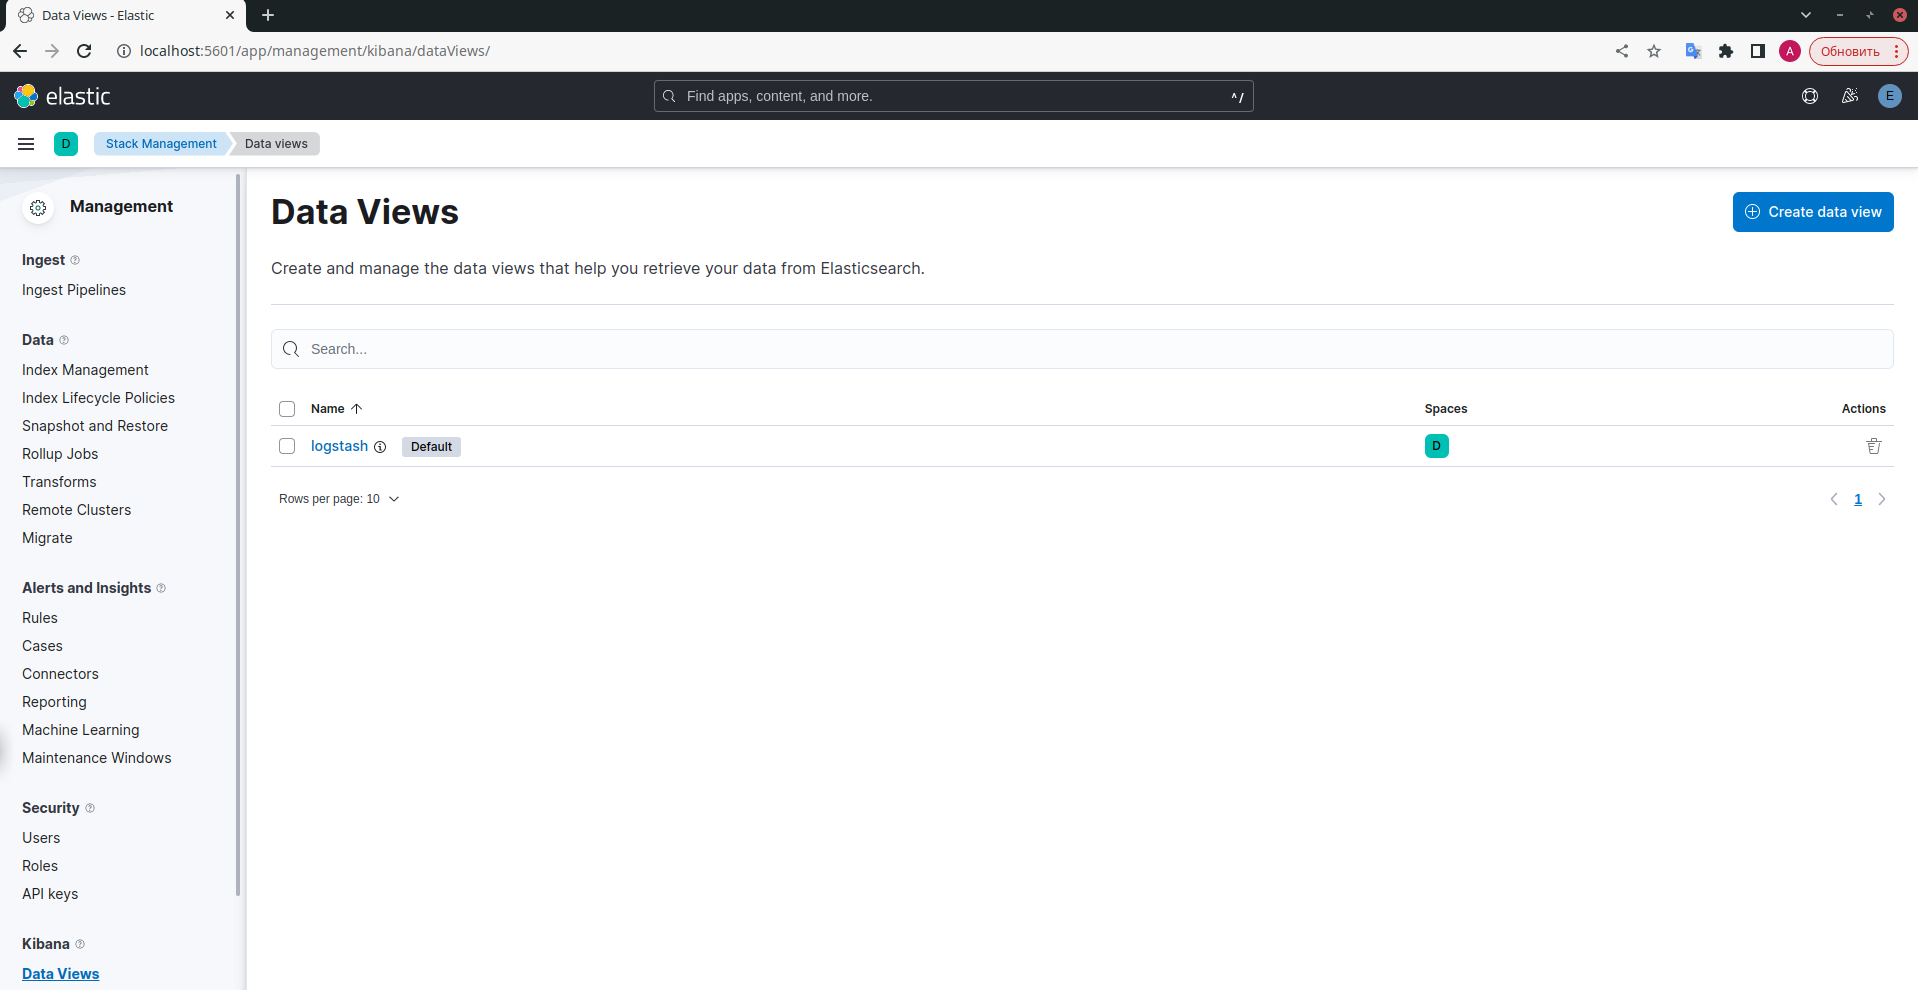 Data Views - Elastic
localhost:5601/app/management/kibana/dataViews/
A
Обновить
elastic
Find apps, content, and more.
^/
E
D
Stack Management
Data views
Management
Ingest
Ingest Pipelines
Data
Index Management
Index Lifecycle Policies
Snapshot and Restore
Rollup Jobs
Transforms
Remote Clusters
Migrate
Alerts and Insights
Rules
Cases
Connectors
Reporting
Machine Learning
Maintenance Windows
Security
Users
Roles
API keys
Kibana
Data Views
Data Views
Create data view
Create and manage the data views that help you retrieve your data from Elasticsearch.
Search...
Name
Spaces
Actions
logstash
Default
D
Rows per page: 10
1